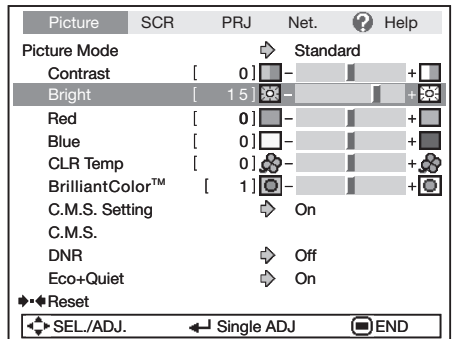 Picture SCR PRJ Net. ? Help
Picture Mode Standard
Contrast [ 0] - +
Bright [ 15] - +
Red [ 0] - +
Blue [ 0] - +
CLR Temp [ 0] - +
BrilliantColor™ [ 1] - +
C.M.S. Setting On
C.M.S.
DNR Off
Eco+Quiet On
Reset
SEL./ADJ. Single ADJ END